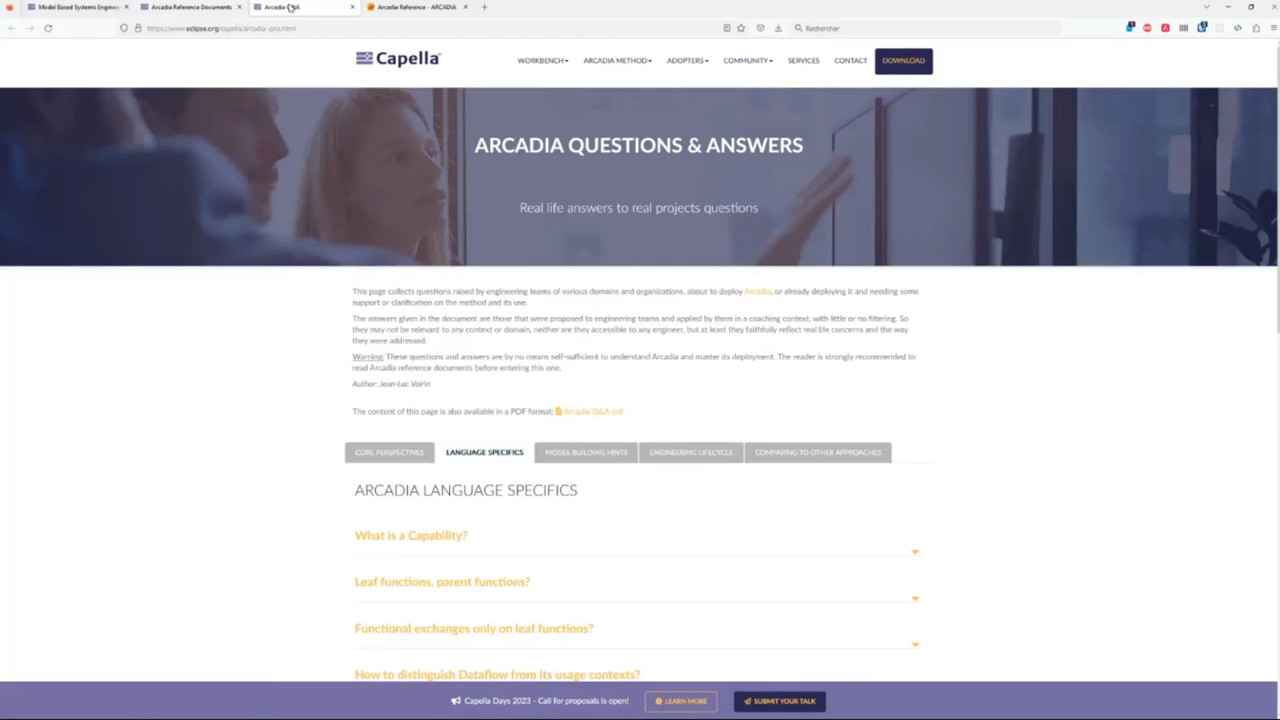 Model Based Systems Enginee
Arcadia Reference Documents
Arcadia Q&A
Arcadia Reference - ARCADIA
https://www.eclipse.org/capella/arcadia-qna.html
Rechercher
Capella
WORKBENCH
ARCADIA METHOD
ADOPTERS
COMMUNITY
SERVICES
CONTACT
DOWNLOAD
ARCADIA QUESTIONS & ANSWERS
Real life answers to real projects questions
This page collects questions raised by engineering teams of various domains and organizations, about to deploy Arcadia, or already deploying it and needing some
support or clarification on the method and its use.
The answers given in the document are those that were proposed to engineering teams and applied by them in a coaching context, with little or no filtering. So
they may not be relevant to any context or domain, neither are they accessible to any engineer, but at least they faithfully reflect real life concerns and the way
they were addressed.
Warning: These questions and answers are by no means self-sufficient to understand Arcadia and master its deployment. The reader is strongly recommended to
read Arcadia reference documents before entering this one.
Author: Jean-Luc Voirin
The content of this page is also available in a PDF format: Arcadia Q&A pdf
CORE PERSPECTIVES
LANGUAGE SPECIFICS
MODEL BUILDING HINTS
ENGINEERING LIFECYCLE
COMPARING TO OTHER APPROACHES
ARCADIA LANGUAGE SPECIFICS
What is a Capability?
Leaf functions, parent functions?
Functional exchanges only on leaf functions?
How to distinguish Dataflow from its usage contexts?
Capella Days 2023 - Call for proposals is open!
LEARN MORE
SUBMIT YOUR TALK